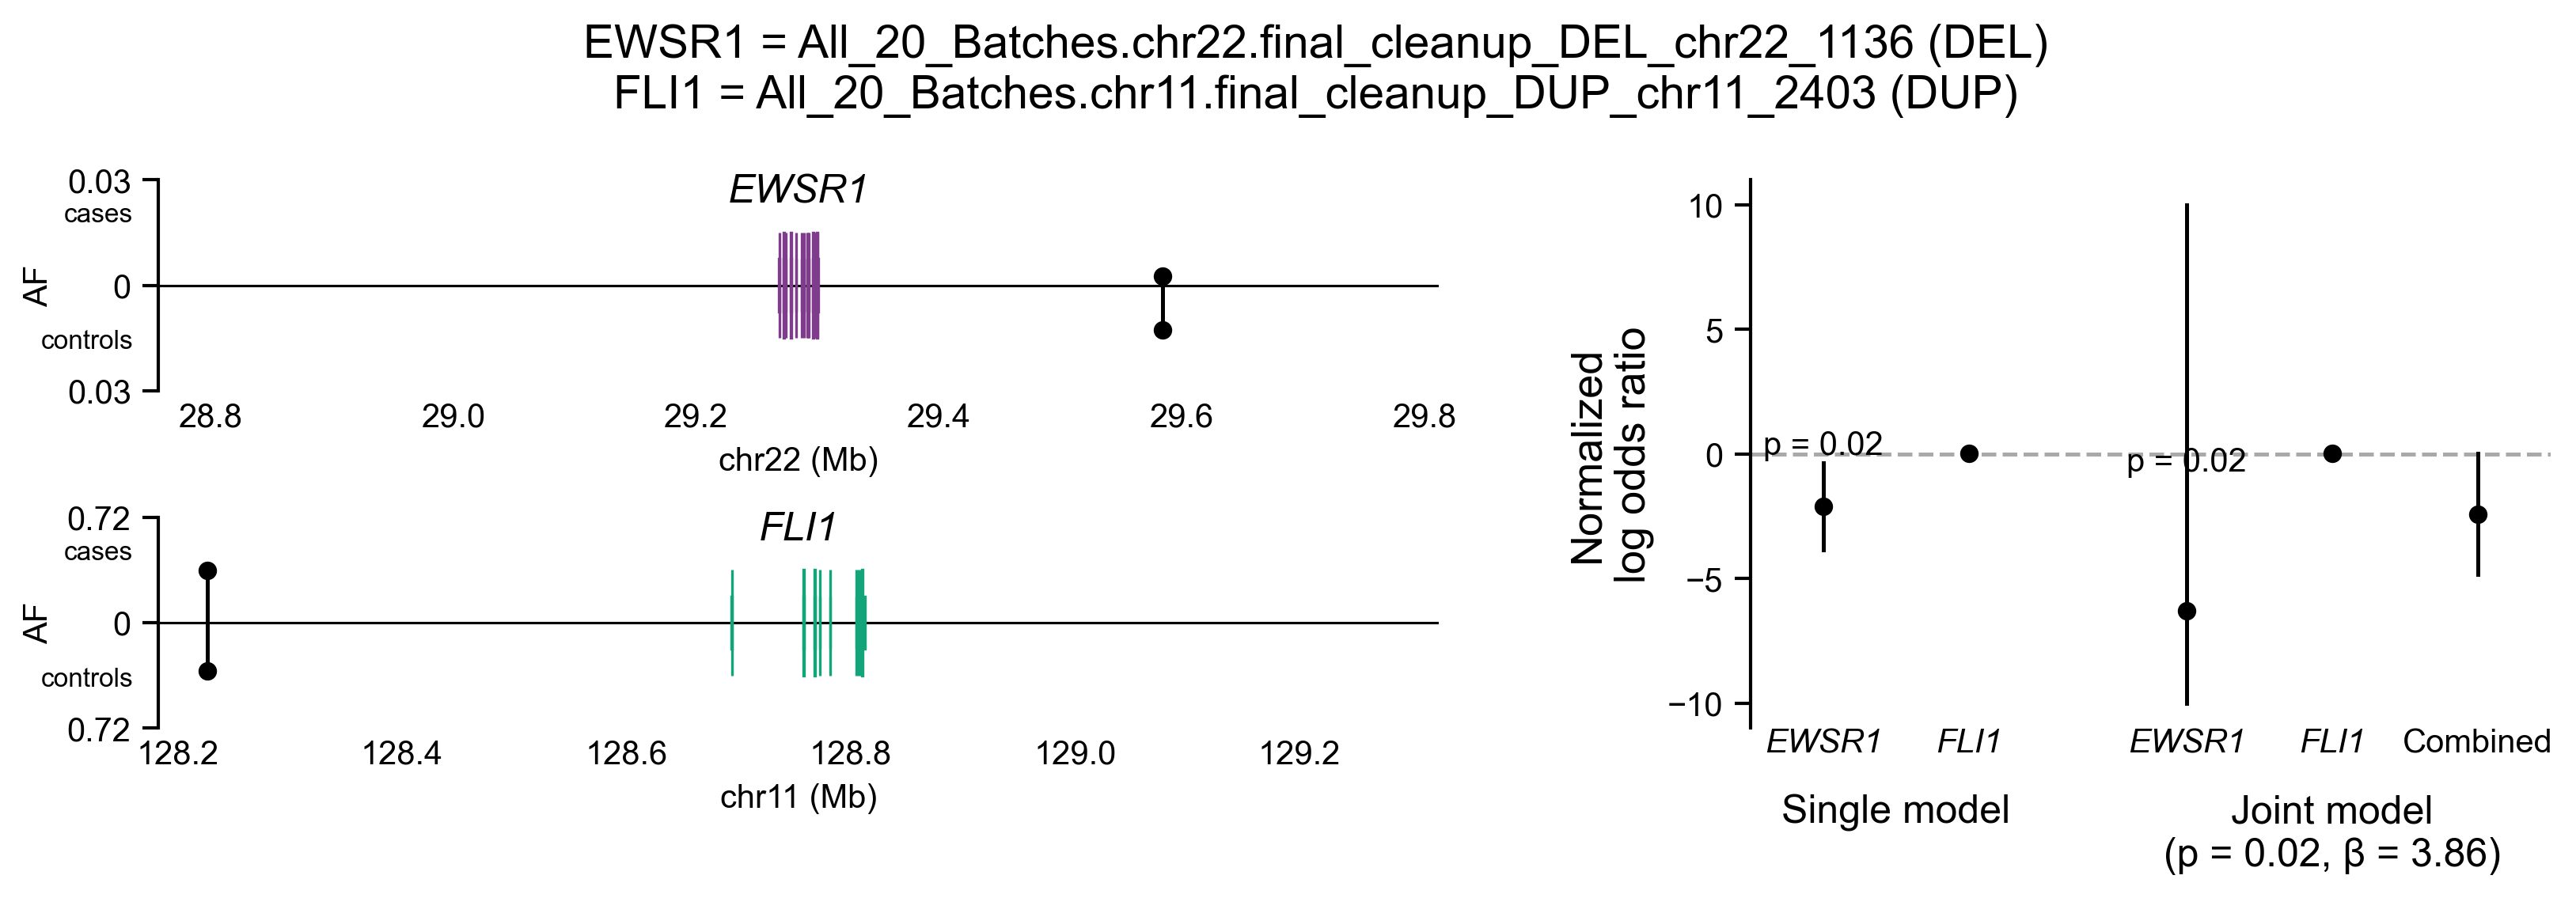 EWSR1 = All_20_Batches.chr22.final_cleanup_DEL_chr22_1136 (DEL)
FLI1 = All_20_Batches.chr11.final_cleanup_DUP_chr11_2403 (DUP)
EWSR1
0.03
cases
AF
0
controls
0.03
28.8 29.0 29.2 29.4 29.6 29.8
chr22 (Mb)
FLI1
0.72
cases
AF
0
controls
0.72
128.2 128.4 128.6 128.8 129.0 129.2
chr11 (Mb)
Normalized
log odds ratio
10
5
0
−5
−10
p = 0.02
p = 0.02
EWSR1 FLI1 EWSR1 FLI1 Combined
Single model
Joint model
(p = 0.02, β = 3.86)